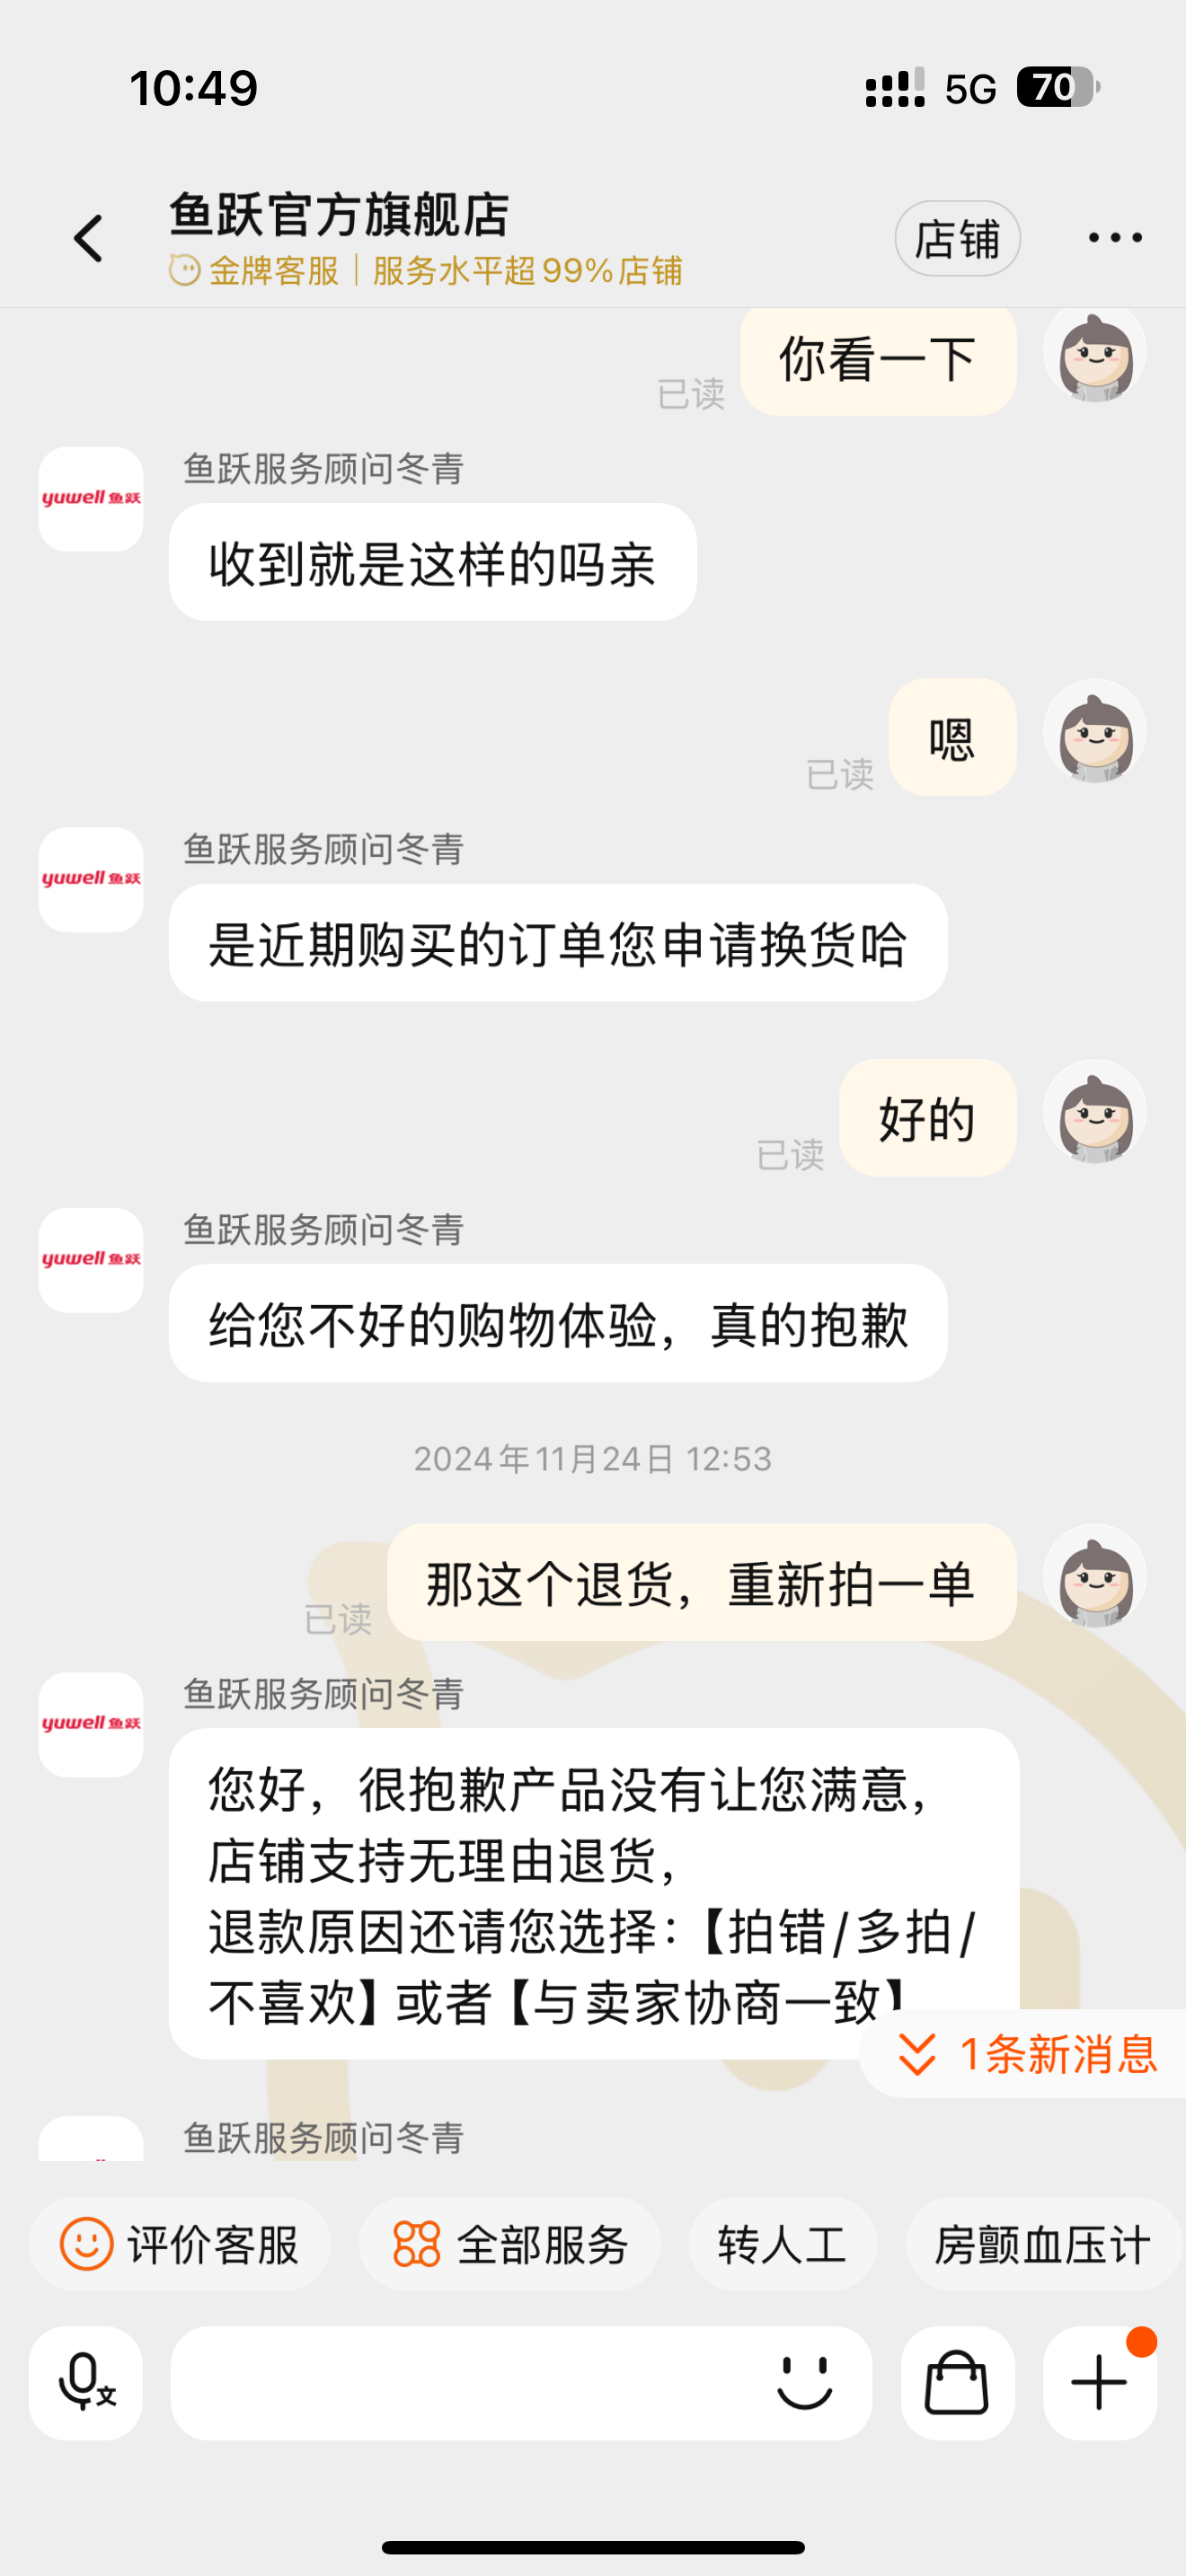 10:49
5G
70
鱼跃官方旗舰店
金牌客服｜服务水平超99%店铺
店铺
你看一下
已读
yuwell 鱼跃
鱼跃服务顾问冬青
收到就是这样的吗亲
嗯
已读
yuwell 鱼跃
鱼跃服务顾问冬青
是近期购买的订单您申请换货哈
好的
已读
yuwell 鱼跃
鱼跃服务顾问冬青
给您不好的购物体验，真的抱歉
2024年11月24日 12:53
那这个退货，重新拍一单
已读
yuwell 鱼跃
鱼跃服务顾问冬青
您好，很抱歉产品没有让您满意，
店铺支持无理由退货，
退款原因还请您选择：【拍错/多拍/
不喜欢】或者【与卖家协商一致】
1条新消息
鱼跃服务顾问冬青
评价客服
全部服务
转人工
房颤血压计
文